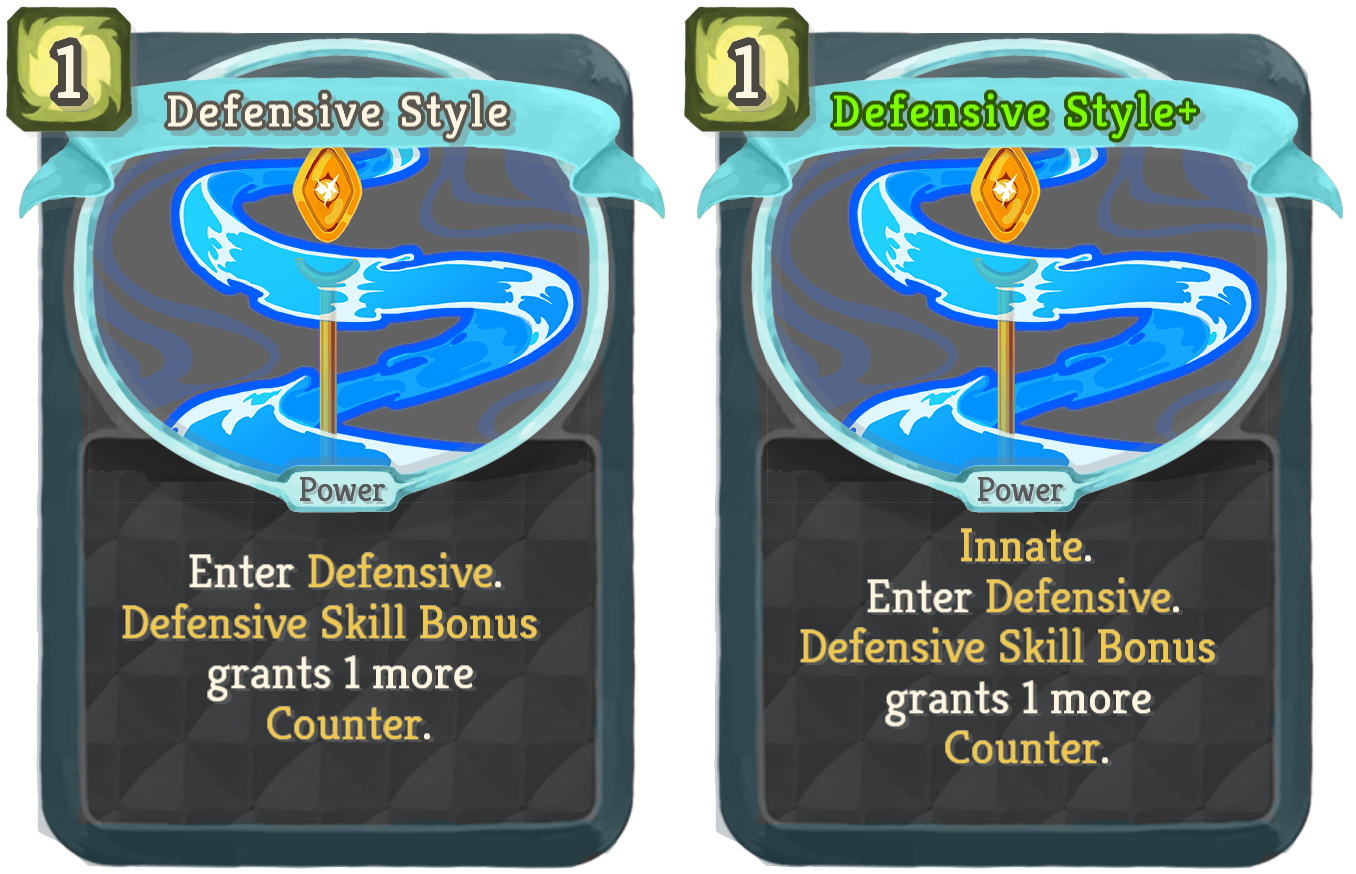 1
Defensive Style
Power
Enter Defensive.
Defensive Skill Bonus
grants 1 more
Counter.
1
Defensive Style+
Power
Innate.
Enter Defensive.
Defensive Skill Bonus
grants 1 more
Counter.